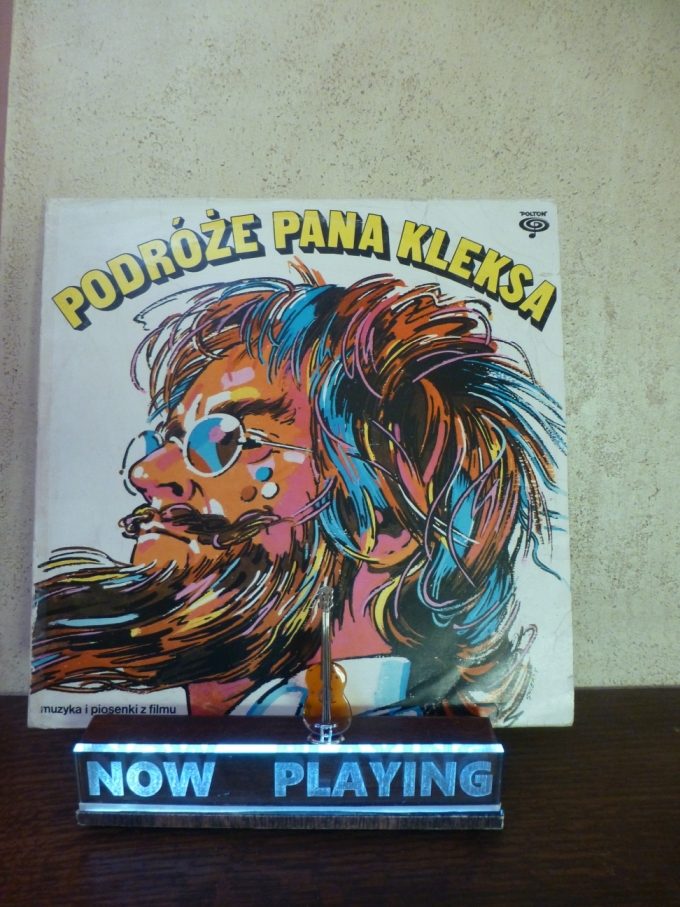 "POLTON"
PODRÓŻE PANA KLEKSA
muzyka i piosenki z filmu
NOW PLAYING